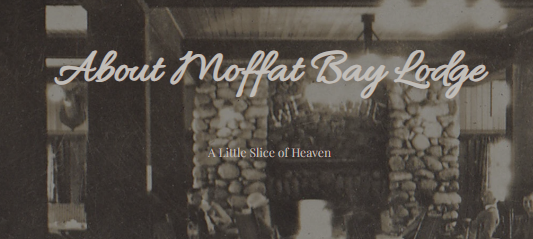 About Moffat Bay Lodge
A Little Slice of Heaven